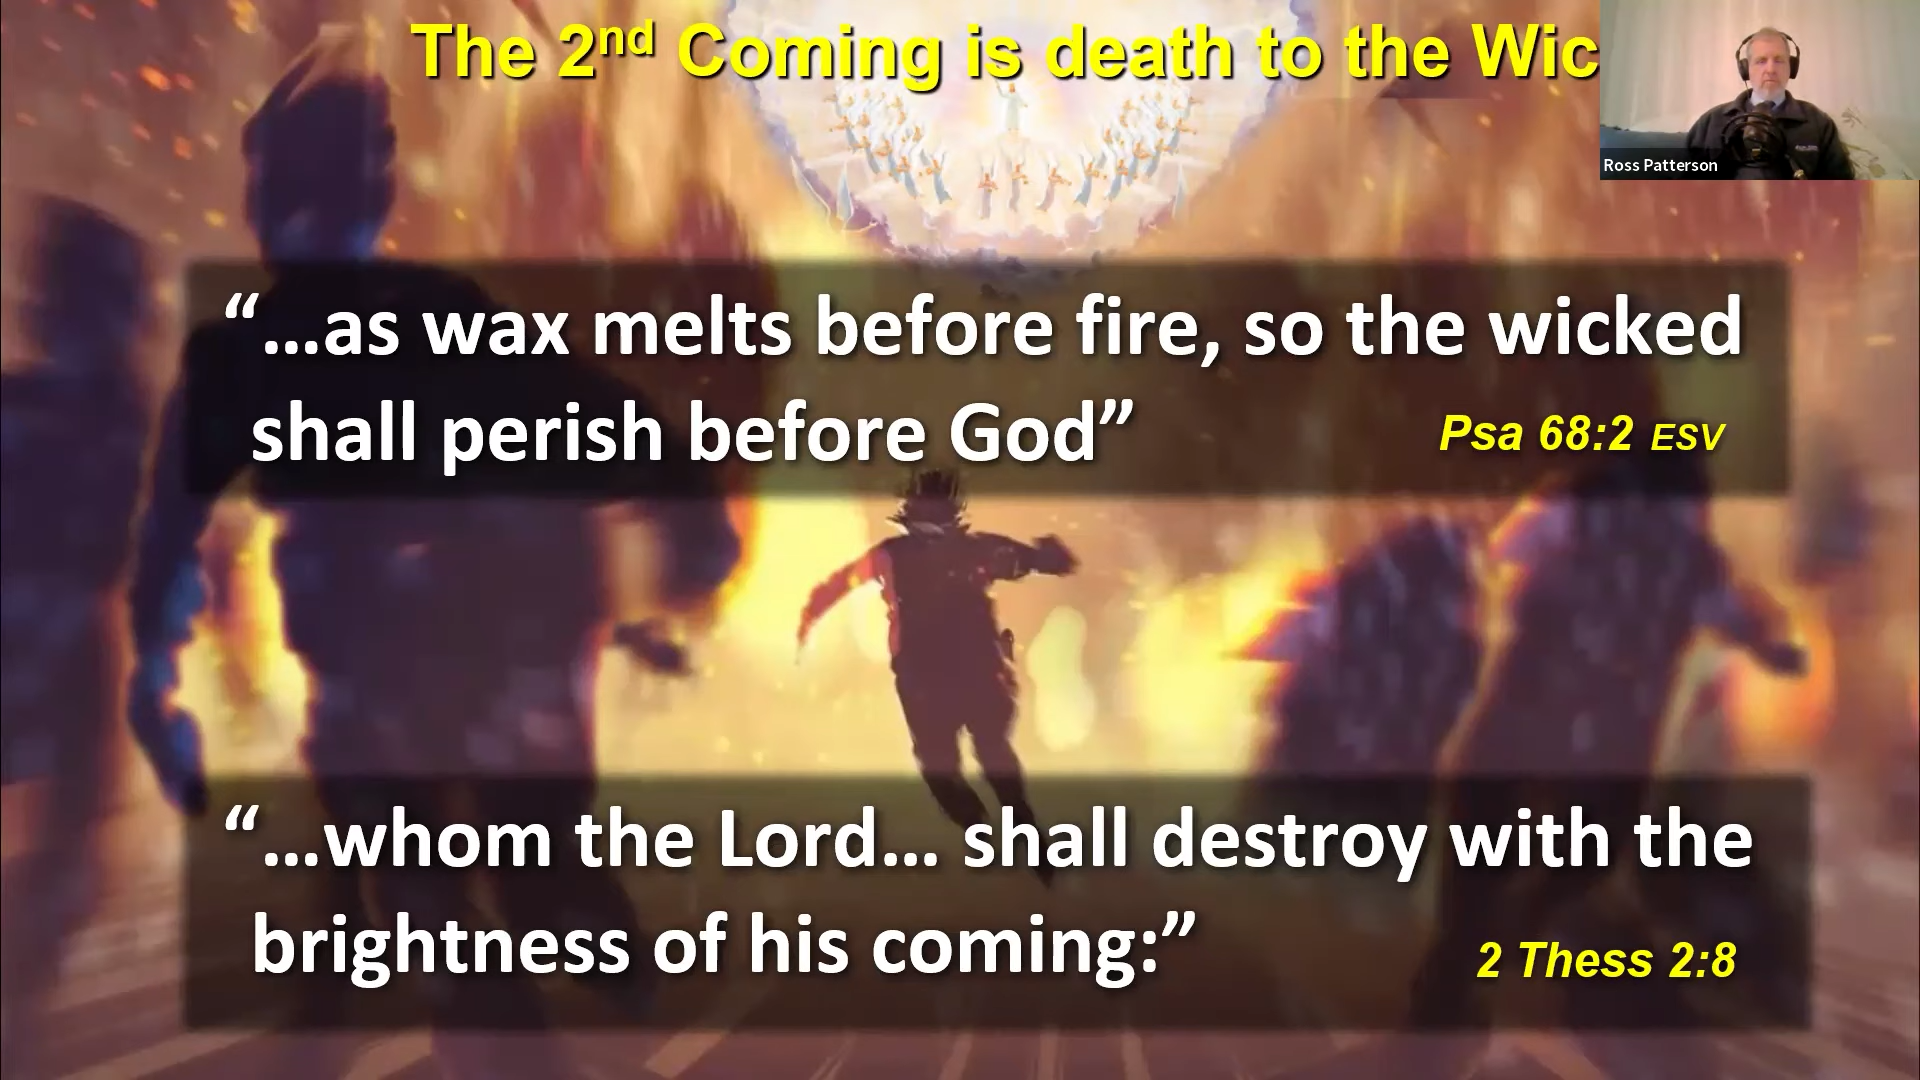 The 2nd Coming is death to the Wic
Ross Patterson
“...as wax melts before fire, so the wicked
shall perish before God”
Psa 68:2 ESV
“...whom the Lord... shall destroy with the
brightness of his coming:”
2 Thess 2:8